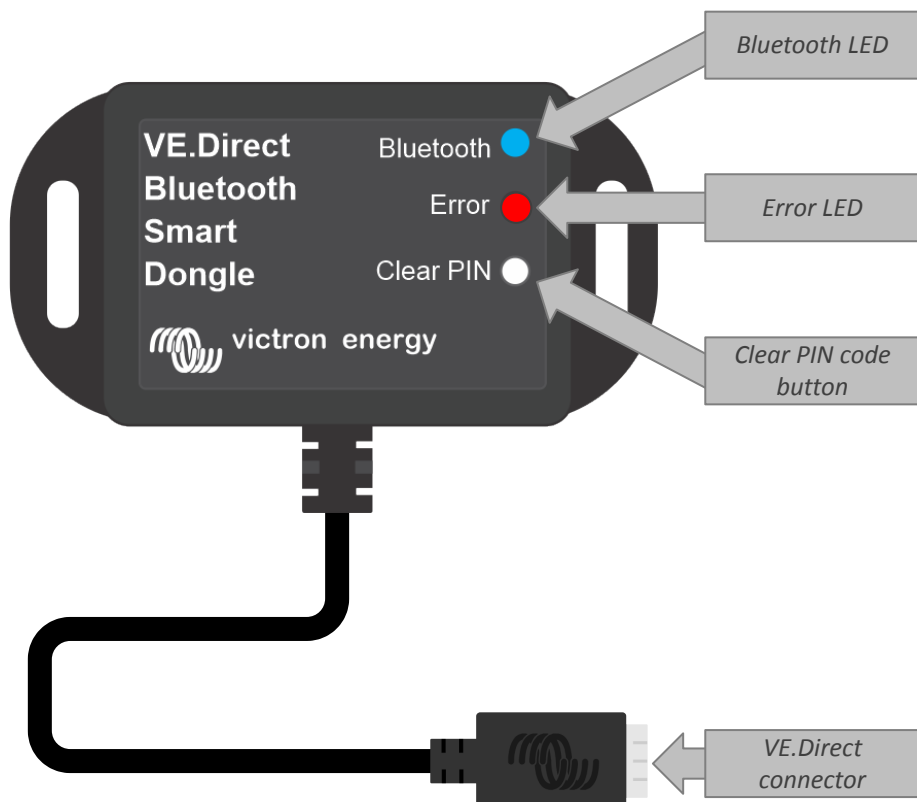 Bluetooth LED
VE.Direct
Bluetooth
Smart
Dongle
Bluetooth
Error
Clear PIN
victron energy
Error LED
Clear PIN code
button
VE.Direct
connector